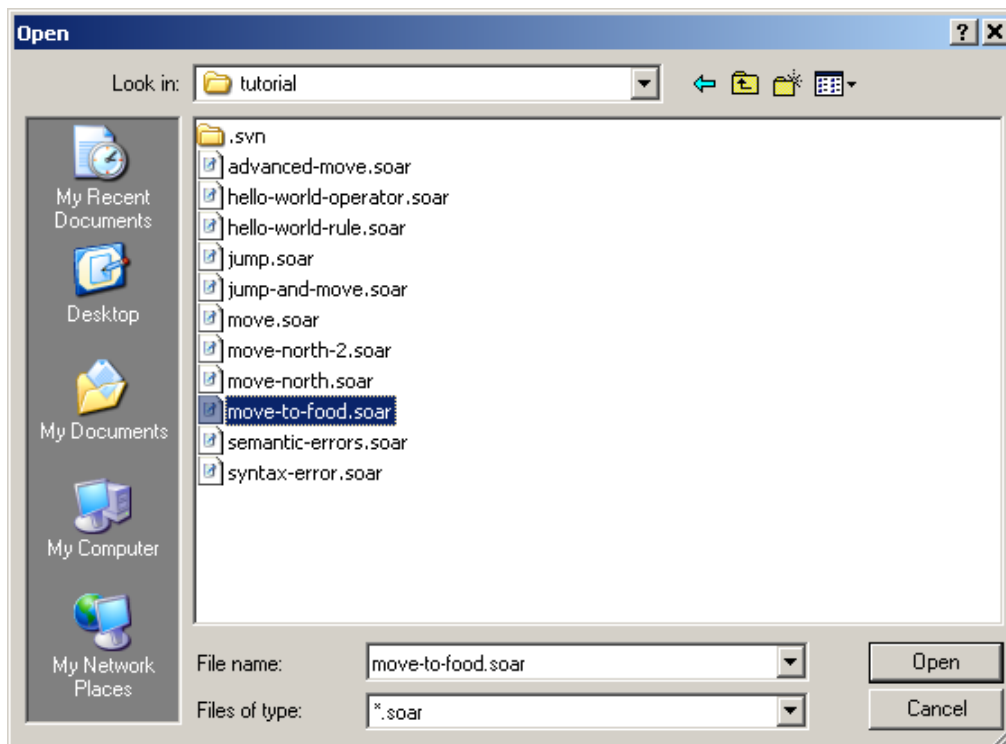 Open
Look in: tutorial
My Recent
Documents
Desktop
My Documents
My Computer
My Network
Places
.svn
advanced-move.soar
hello-world-operator.soar
hello-world-rule.soar
jump.soar
jump-and-move.soar
move.soar
move-north-2.soar
move-north.soar
move-to-food.soar
semantic-errors.soar
syntax-error.soar
File name: move-to-food.soar Open
Files of type: *.soar Cancel